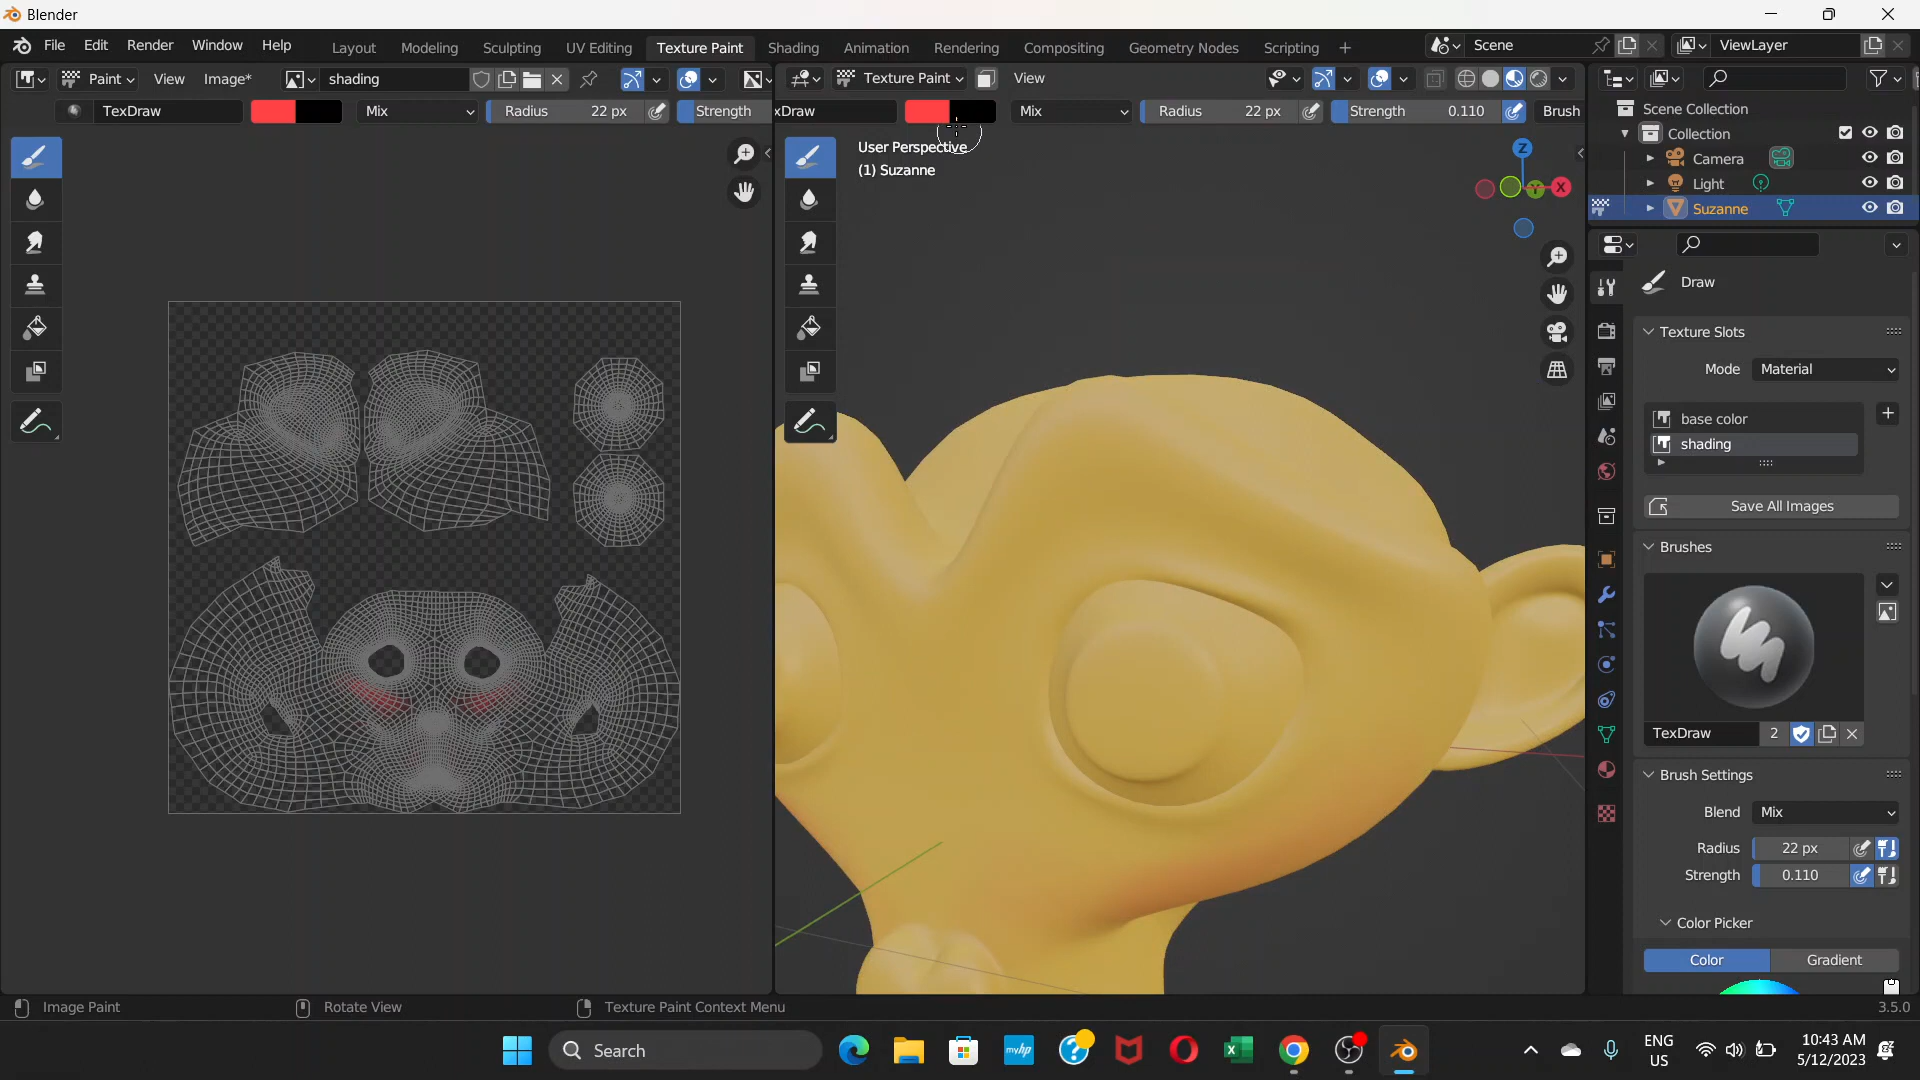 Blender
File Edit Render Window Help Layout Modeling Sculpting UV Editing Texture Paint Shading Animation Rendering Compositing Geometry Nodes Scripting + Scene ViewLayer
Paint View Image* shading Texture Paint View
TexDraw Mix Radius 22 px Strength xDraw Mix Radius 22 px Strength 0.110 Brush
User Perspective
(1) Suzanne
Z
Y
X
Scene Collection
Collection
Camera
Light
Suzanne
Draw
Texture Slots
Mode Material
base color
shading
Save All Images
Brushes
TexDraw 2
Brush Settings
Blend Mix
Radius 22 px
Strength 0.110
Color Picker
Color Gradient
Image Paint Rotate View Texture Paint Context Menu 3.5.0
Search myhp ENG US 10:43 AM
5/12/2023